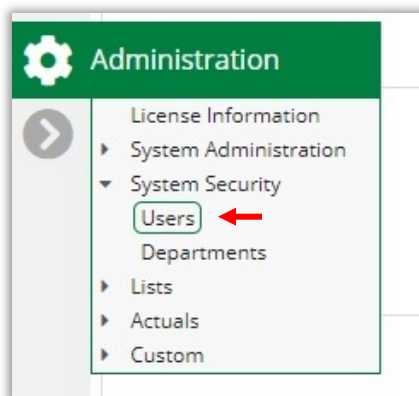 Administration
License Information
System Administration
System Security
Users
Departments
Lists
Actuals
Custom